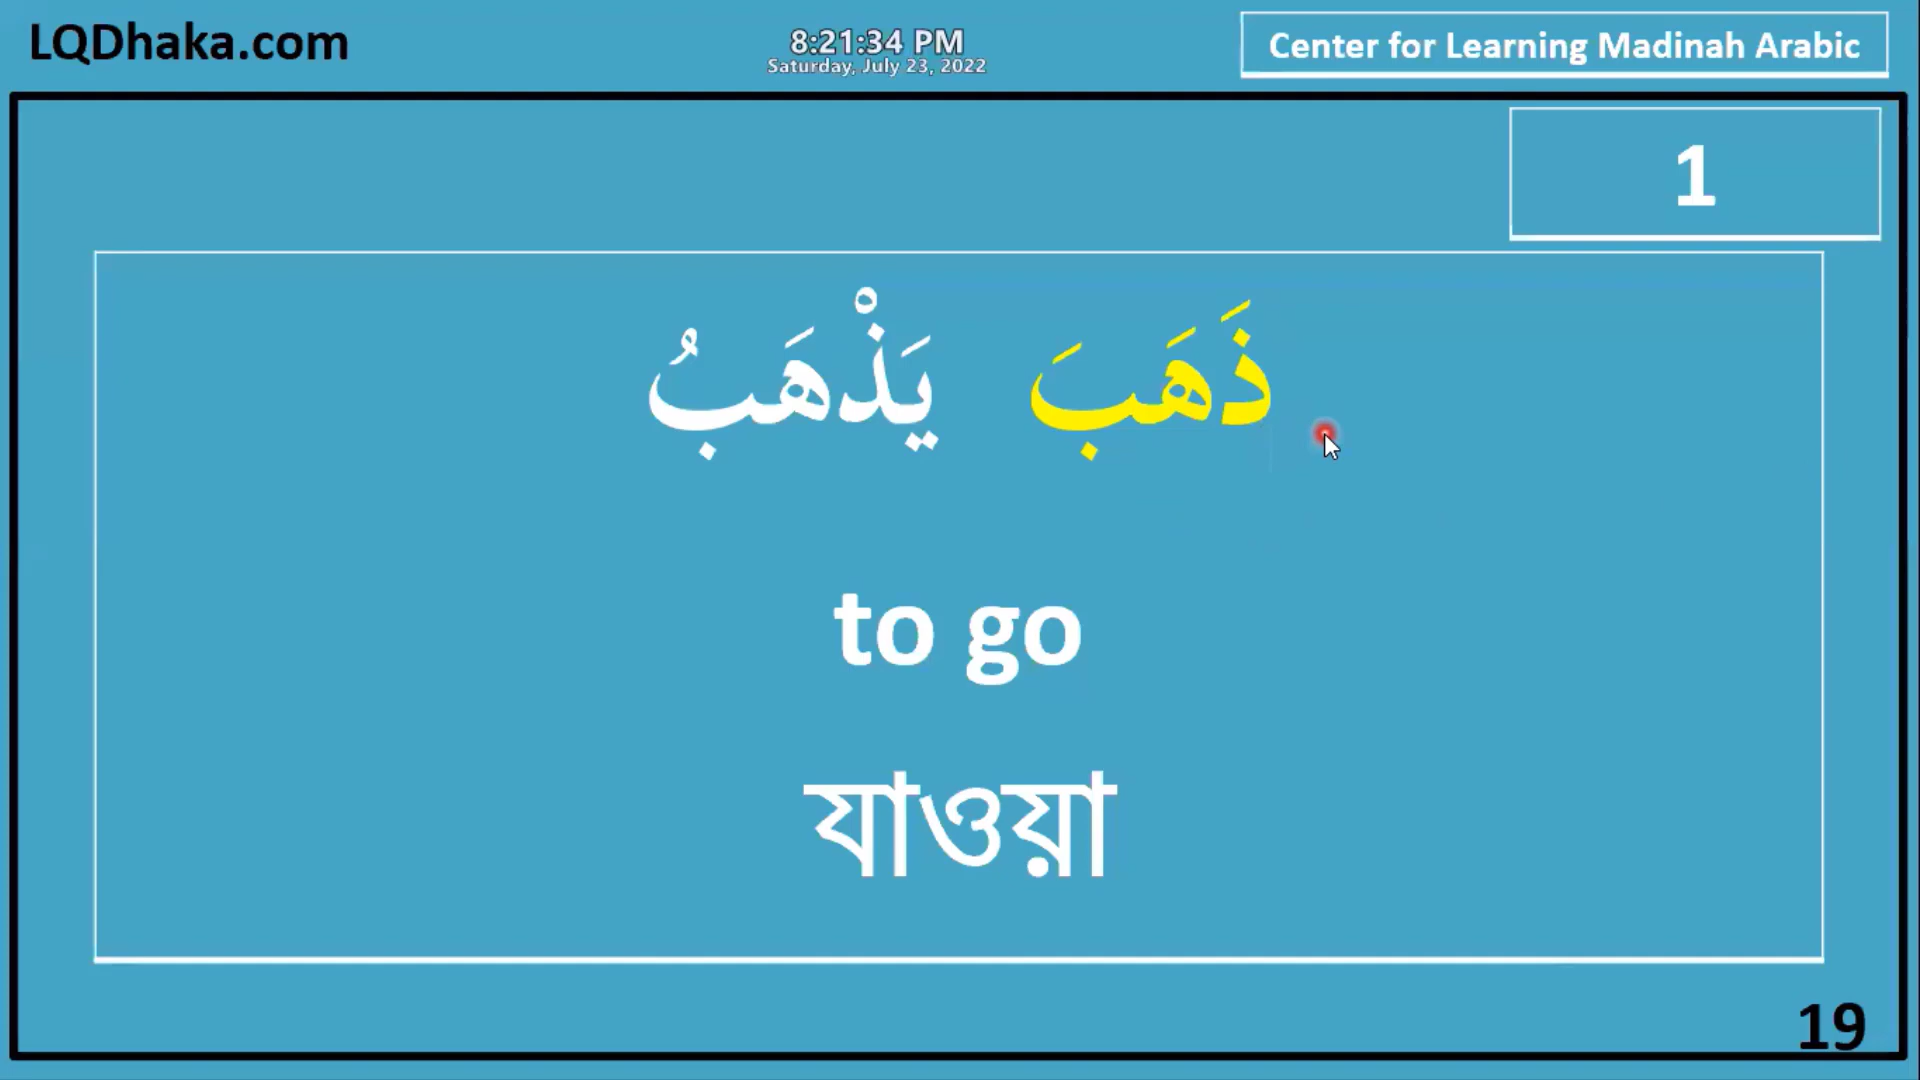 LQDhaka.com
8:21:34 PM
Saturday, July 23, 2022
Center for Learning Madinah Arabic
1
ذَهَبَ يَذْهَبُ
to go
যাওয়া
19